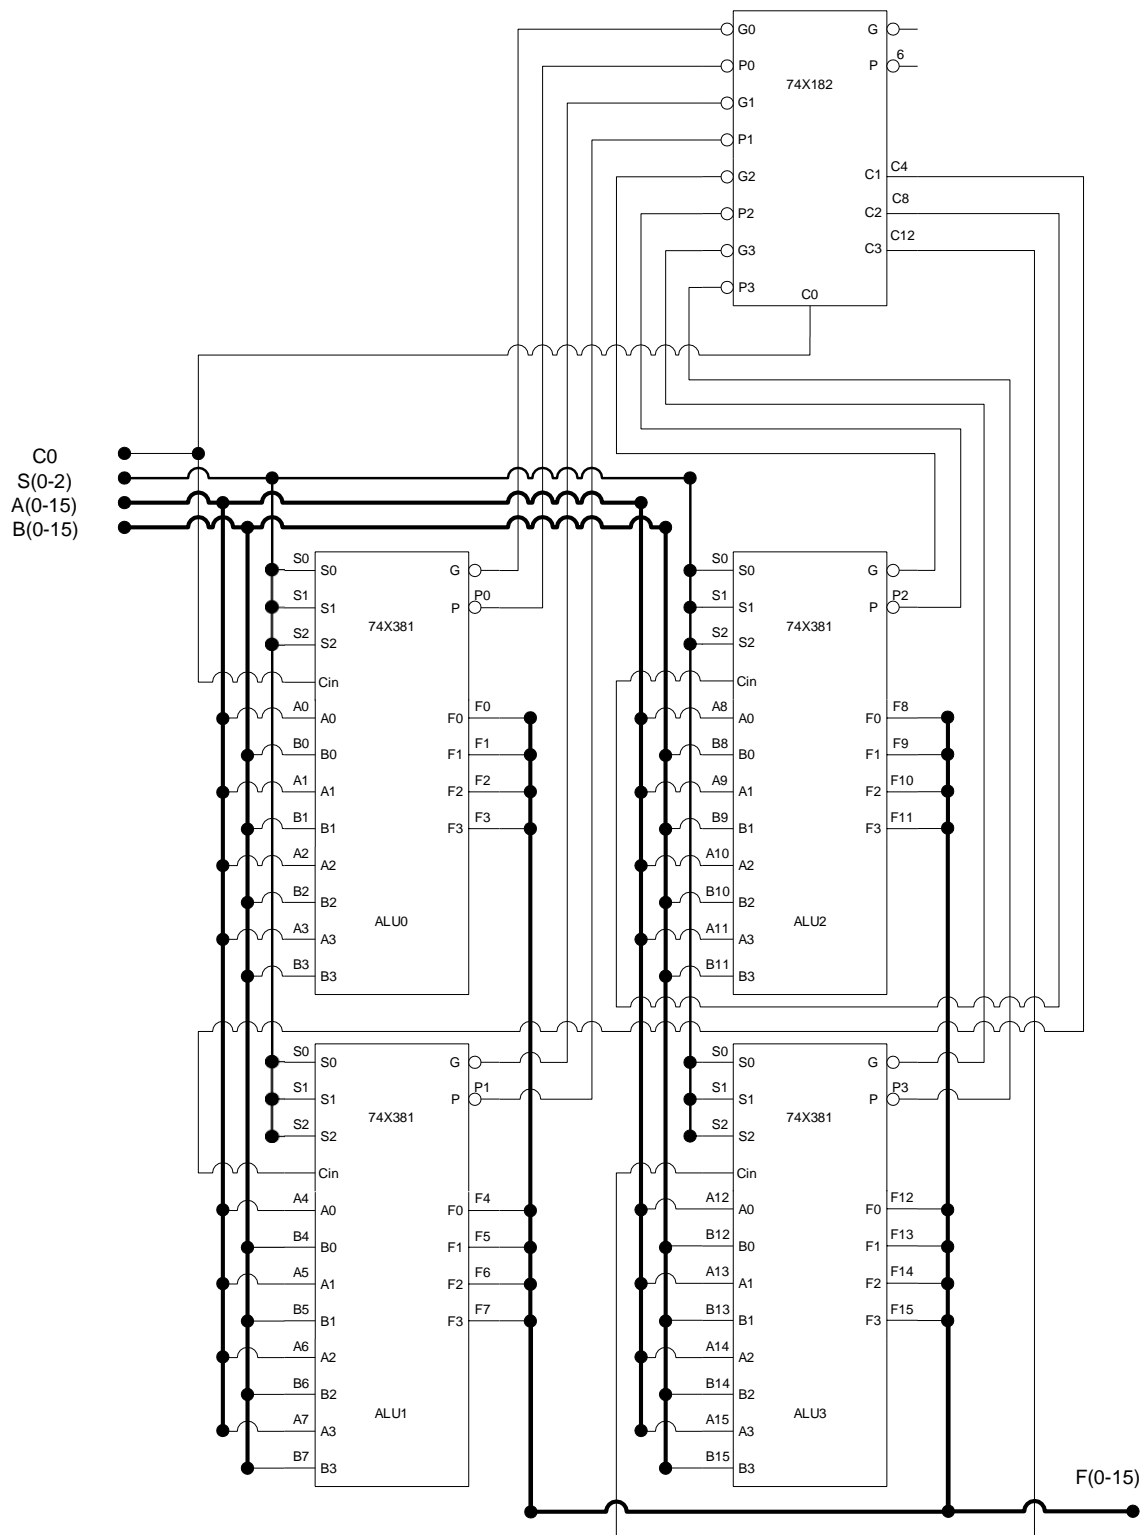 G0 G
P0 6 P
74X182
G1
P1
G2 C1 C4
P2 C2 C8
G3 C3 C12
P3
C0
C0
S(0-2)
A(0-15)
B(0-15)
S0 S0 G
S1 S1 P P0
74X381
S2 S2
Cin
A0 A0 F0 F0
B0 B0 F1 F1
A1 A1 F2 F2
B1 B1 F3 F3
A2 A2
B2 B2
ALU0
A3 A3
B3 B3
S0 S0 G
S1 S1 P P2
74X381
S2 S2
Cin
A8 A0 F0 F8
B8 B0 F1 F9
A9 A1 F2 F10
B9 B1 F3 F11
A10 A2
B10 B2
ALU2
A11 A3
B11 B3
S0 S0 G
S1 S1 P P1
74X381
S2 S2
Cin
A4 A0 F0 F4
B4 B0 F1 F5
A5 A1 F2 F6
B5 B1 F3 F7
A6 A2
B6 B2
ALU1
A7 A3
B7 B3
S0 S0 G
S1 S1 P P3
74X381
S2 S2
Cin
A12 A0 F0 F12
B12 B0 F1 F13
A13 A1 F2 F14
B13 B1 F3 F15
A14 A2
B14 B2
ALU3
A15 A3
B15 B3
F(0-15)